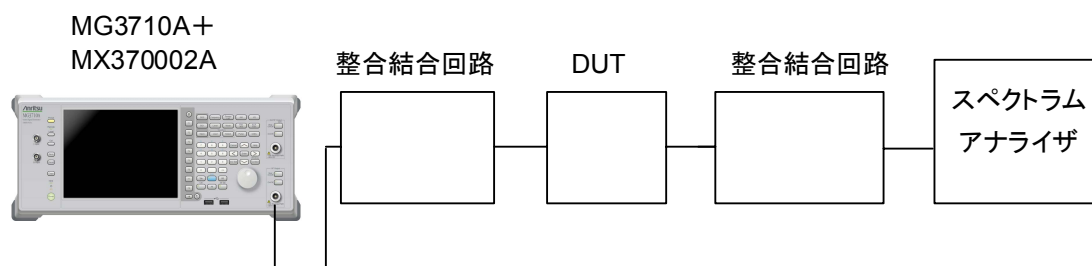 MG3710A＋
MX370002A
整合結合回路
DUT
整合結合回路
スペクトラム
アナライザ
Anritsu